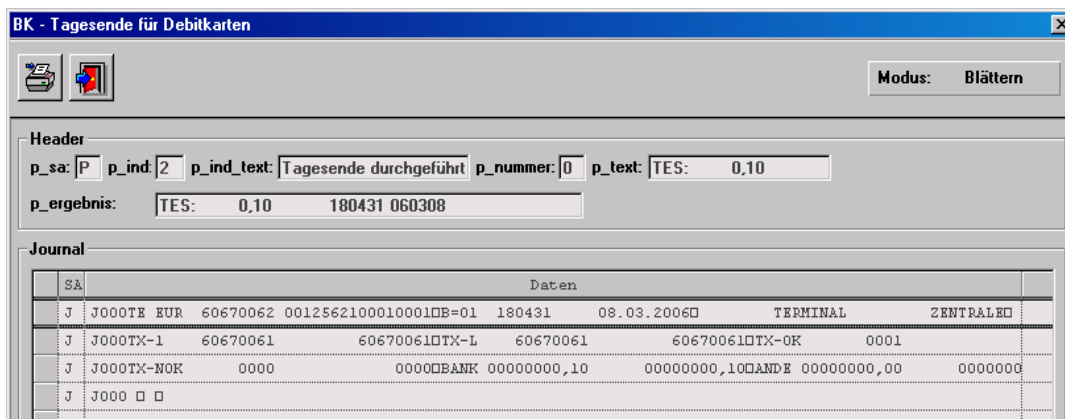 BK - Tagesende für Debitkarten
Modus: Blättern
Header
p_sa: P p_ind: 2 p_ind_text: Tagesende durchgeführt p_nummer: 0 p_text: TES: 0,10
p_ergebnis: TES: 0,10 180431 060308
Journal
SA Daten
J J000TE EUR 60670062 0012562100010001□B=01 180431 08.03.2006□ TERMINAL ZENTRALE□
J J000TX-1 60670061 60670061□TX-L 60670061 60670061□TX-OK 0001
J J000TX-NOK 0000 0000□BANK 00000000,10 00000000,10□ANDE 00000000,00 0000000
J J000 □ □